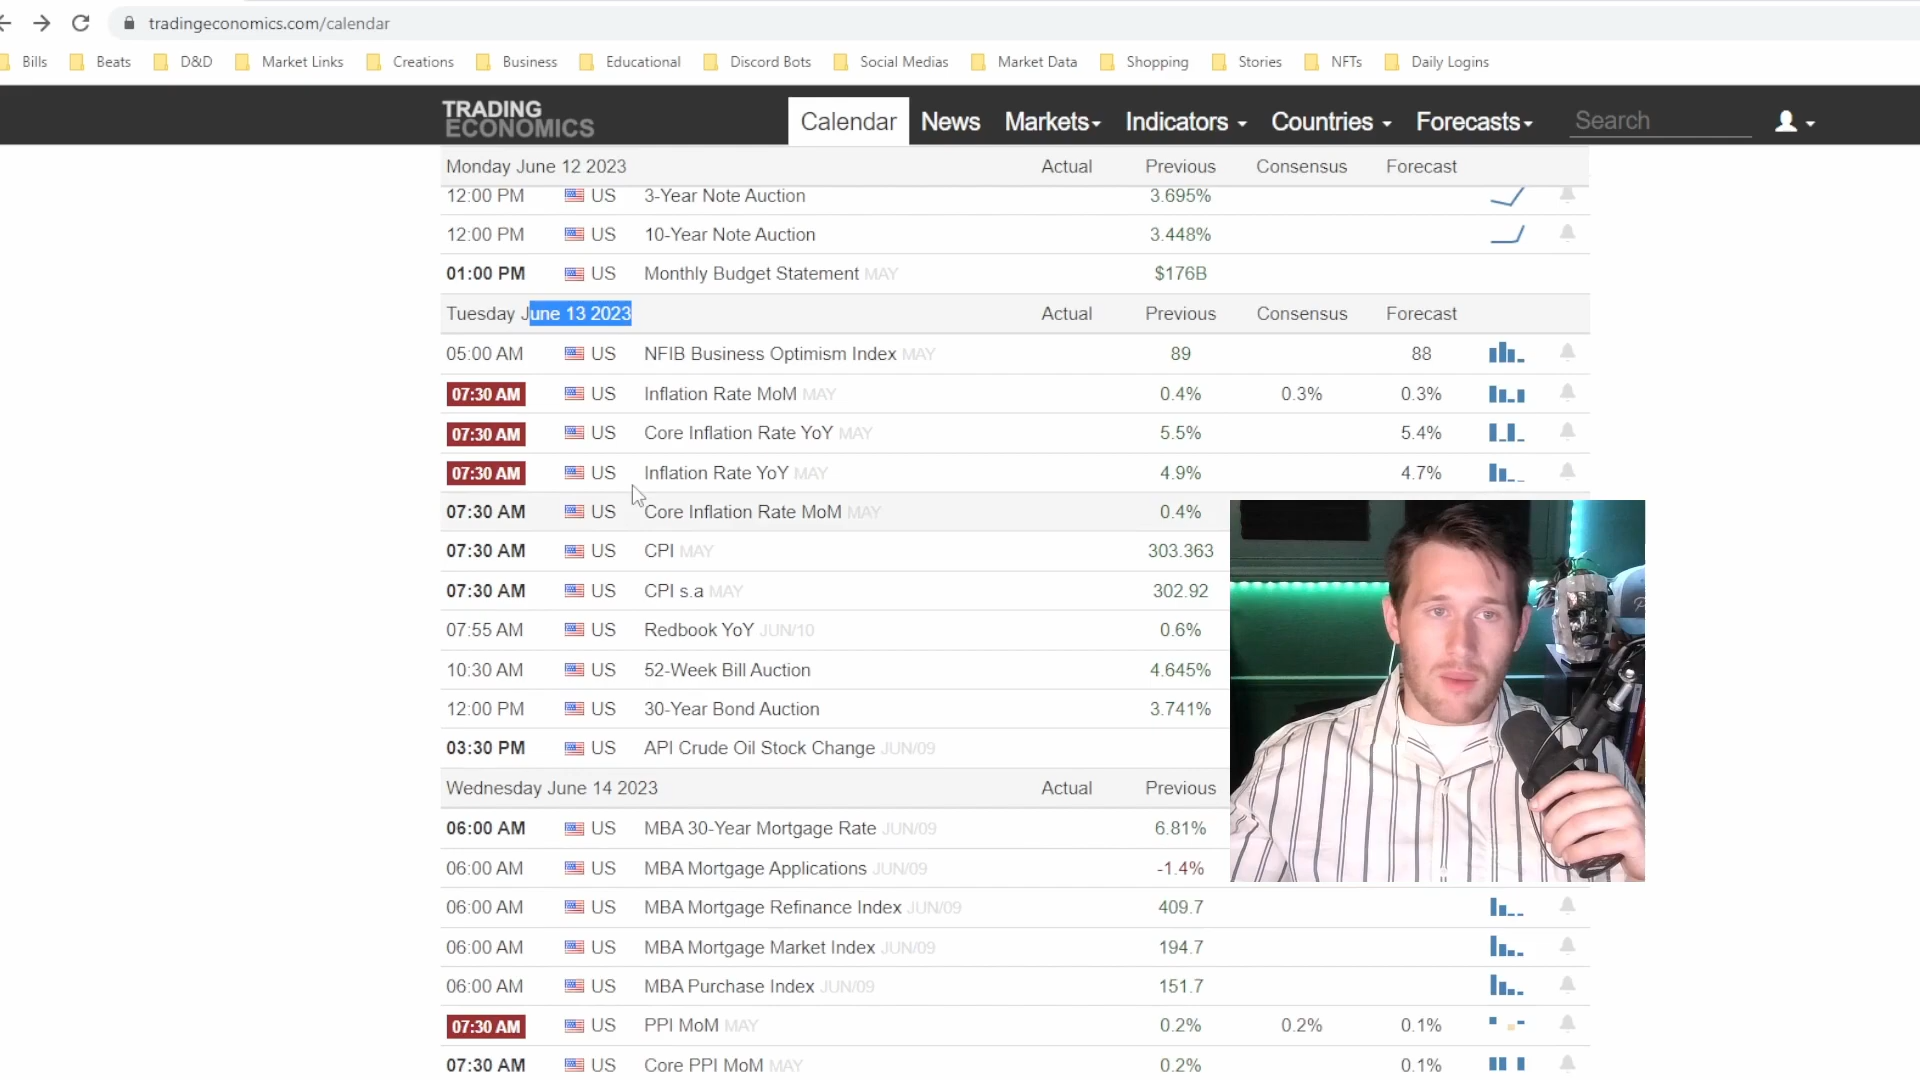 tradingeconomics.com/calendar
Bills Beats D&D Market Links Creations Business Educational Discord Bots Social Medias Market Data Shopping Stories NFTs Daily Logins
TRADING ECONOMICS Calendar News Markets Indicators Countries Forecasts Search
Monday June 12 2023 Actual Previous Consensus Forecast
12:00 PM US 3-Year Note Auction 3.695%
12:00 PM US 10-Year Note Auction 3.448%
01:00 PM US Monthly Budget Statement MAY $176B
Tuesday June 13 2023 Actual Previous Consensus Forecast
05:00 AM US NFIB Business Optimism Index MAY 89 88
07:30 AM US Inflation Rate MoM MAY 0.4% 0.3% 0.3%
07:30 AM US Core Inflation Rate YoY MAY 5.5% 5.4%
07:30 AM US Inflation Rate YoY MAY 4.9% 4.7%
07:30 AM US Core Inflation Rate MoM MAY 0.4%
07:30 AM US CPI MAY 303.363
07:30 AM US CPI s.a MAY 302.92
07:55 AM US Redbook YoY JUN/10 0.6%
10:30 AM US 52-Week Bill Auction 4.645%
12:00 PM US 30-Year Bond Auction 3.741%
03:30 PM US API Crude Oil Stock Change JUN/09
Wednesday June 14 2023 Actual Previous
06:00 AM US MBA 30-Year Mortgage Rate JUN/09 6.81%
06:00 AM US MBA Mortgage Applications JUN/09 -1.4%
06:00 AM US MBA Mortgage Refinance Index JUN/09 409.7
06:00 AM US MBA Mortgage Market Index JUN/09 194.7
06:00 AM US MBA Purchase Index JUN/09 151.7
07:30 AM US PPI MoM MAY 0.2% 0.2% 0.1%
07:30 AM US Core PPI MoM MAY 0.2% 0.1%